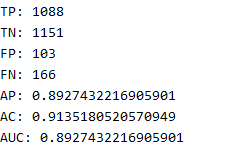 TP: 1088
TN: 1151
FP: 103
FN: 166
AP: 0.8927432216905901
AC: 0.9135180520570949
AUC: 0.8927432216905901